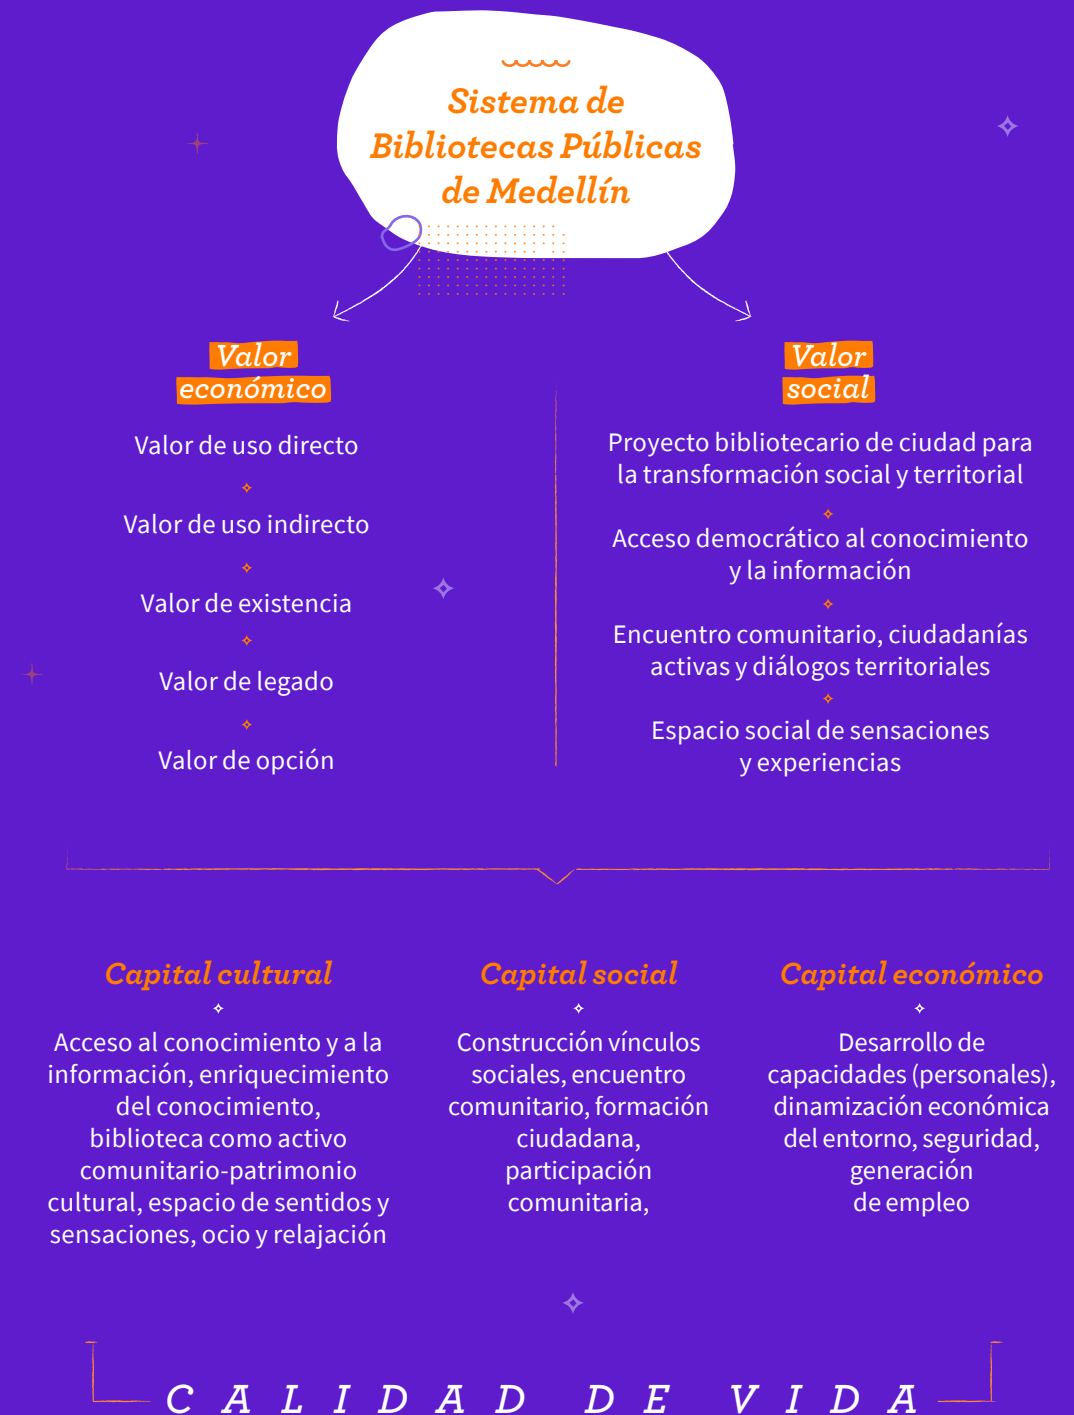 Sistema de
Bibliotecas Públicas
de Medellín
Valor
económico
Valor de uso directo
Valor de uso indirecto
Valor de existencia
Valor de legado
Valor de opción
Valor
social
Proyecto bibliotecario de ciudad para
la transformación social y territorial
Acceso democrático al conocimiento
y la información
Encuentro comunitario, ciudadanías
activas y diálogos territoriales
Espacio social de sensaciones
y experiencias
Capital cultural
Acceso al conocimiento y a la
información, enriquecimiento
del conocimiento,
biblioteca como activo
comunitario-patrimonio
cultural, espacio de sentidos y
sensaciones, ocio y relajación
Capital social
Construcción vínculos
sociales, encuentro
comunitario, formación
ciudadana,
participación
comunitaria,
Capital económico
Desarrollo de
capacidades (personales),
dinamización económica
del entorno, seguridad,
generación
de empleo
CALIDAD DE VIDA